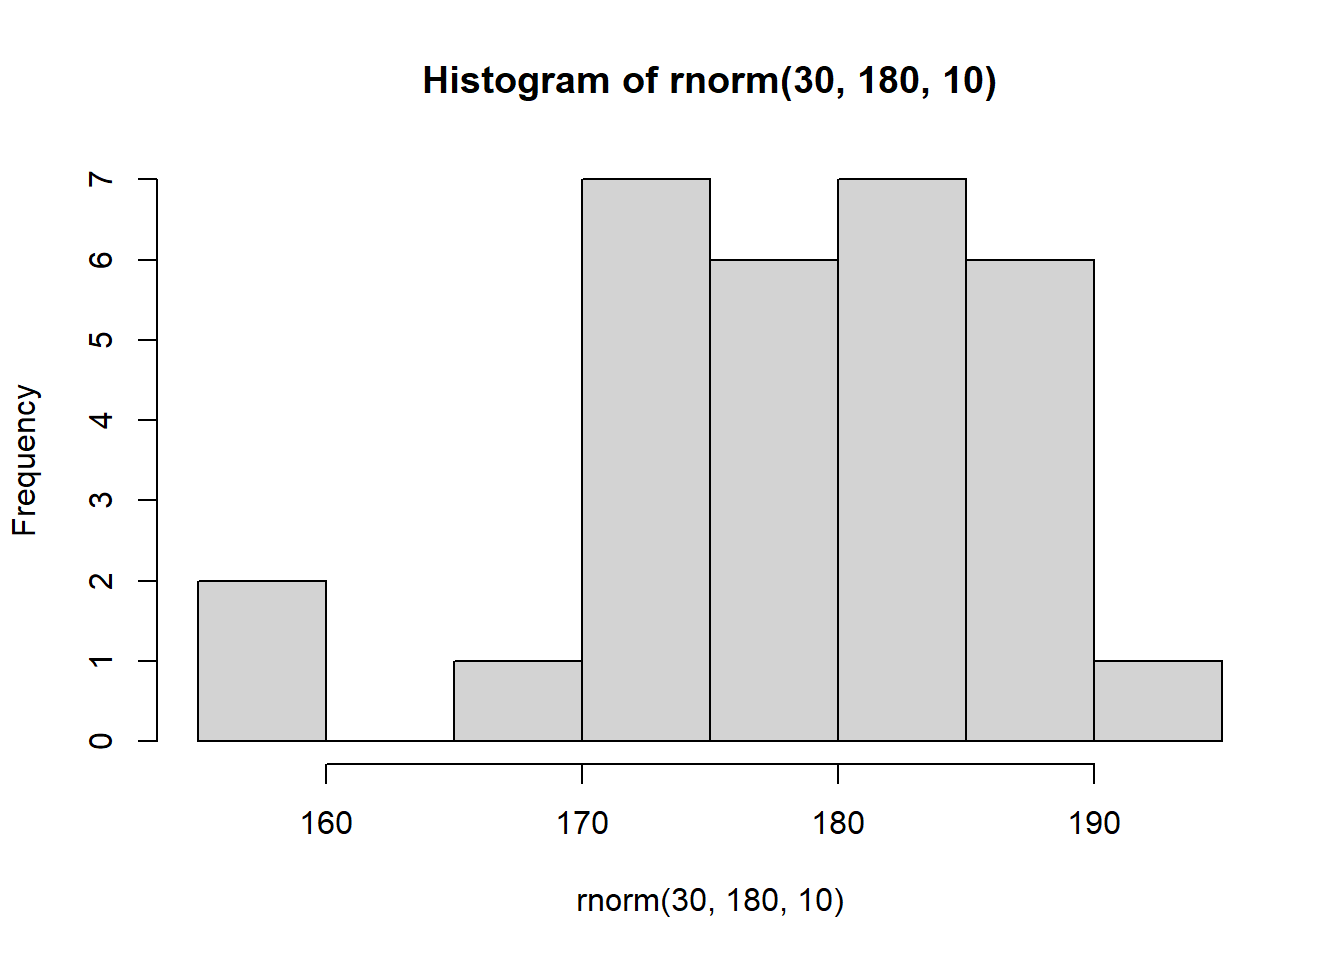 Histogram of rnorm(30, 180, 10)
7
6
5
4
3
2
1
0
Frequency
160 170 180 190
rnorm(30, 180, 10)